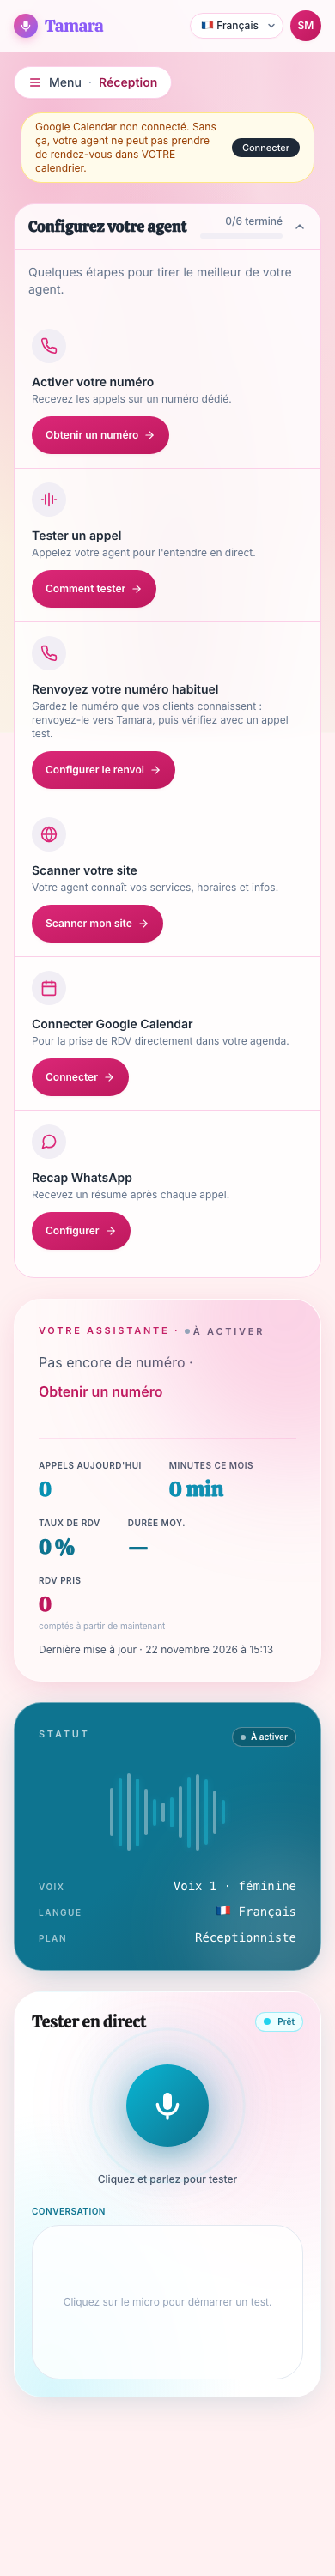 Tamara
Français
SM
Menu · Réception
Google Calendar non connecté. Sans
ça, votre agent ne peut pas prendre
de rendez-vous dans VOTRE
calendrier.
Connecter
Configurez votre agent
0/6 terminé
Quelques étapes pour tirer le meilleur de votre
agent.
Activer votre numéro
Recevez les appels sur un numéro dédié.
Obtenir un numéro →
Tester un appel
Appelez votre agent pour l'entendre en direct.
Comment tester →
Renvoyez votre numéro habituel
Gardez le numéro que vos clients connaissent :
renvoyez-le vers Tamara, puis vérifiez avec un appel
test.
Configurer le renvoi →
Scanner votre site
Votre agent connaît vos services, horaires et infos.
Scanner mon site →
Connecter Google Calendar
Pour la prise de RDV directement dans votre agenda.
Connecter →
Recap WhatsApp
Recevez un résumé après chaque appel.
Configurer →
VOTRE ASSISTANTE · À ACTIVER
Pas encore de numéro ·
Obtenir un numéro
APPELS AUJOURD'HUI
0
MINUTES CE MOIS
0 min
TAUX DE RDV
0 %
DURÉE MOY.
—
RDV PRIS
0
comptés à partir de maintenant
Dernière mise à jour · 22 novembre 2026 à 15:13
STATUT
À activer
VOIX
Voix 1 · féminine
LANGUE
Français
PLAN
Réceptionniste
Tester en direct
Prêt
Cliquez et parlez pour tester
CONVERSATION
Cliquez sur le micro pour démarrer un test.